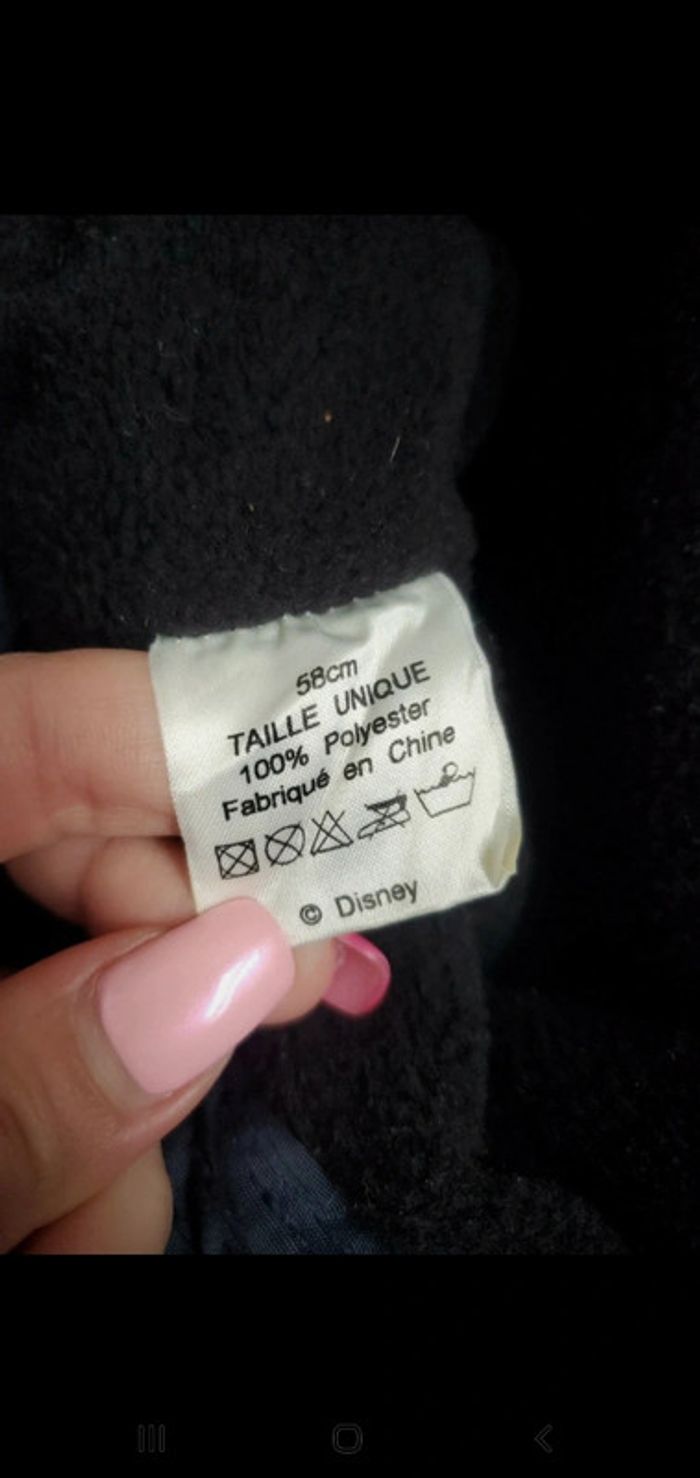 58cm
TAILLE UNIQUE
100% Polyester
Fabriqué en Chine
© Disney